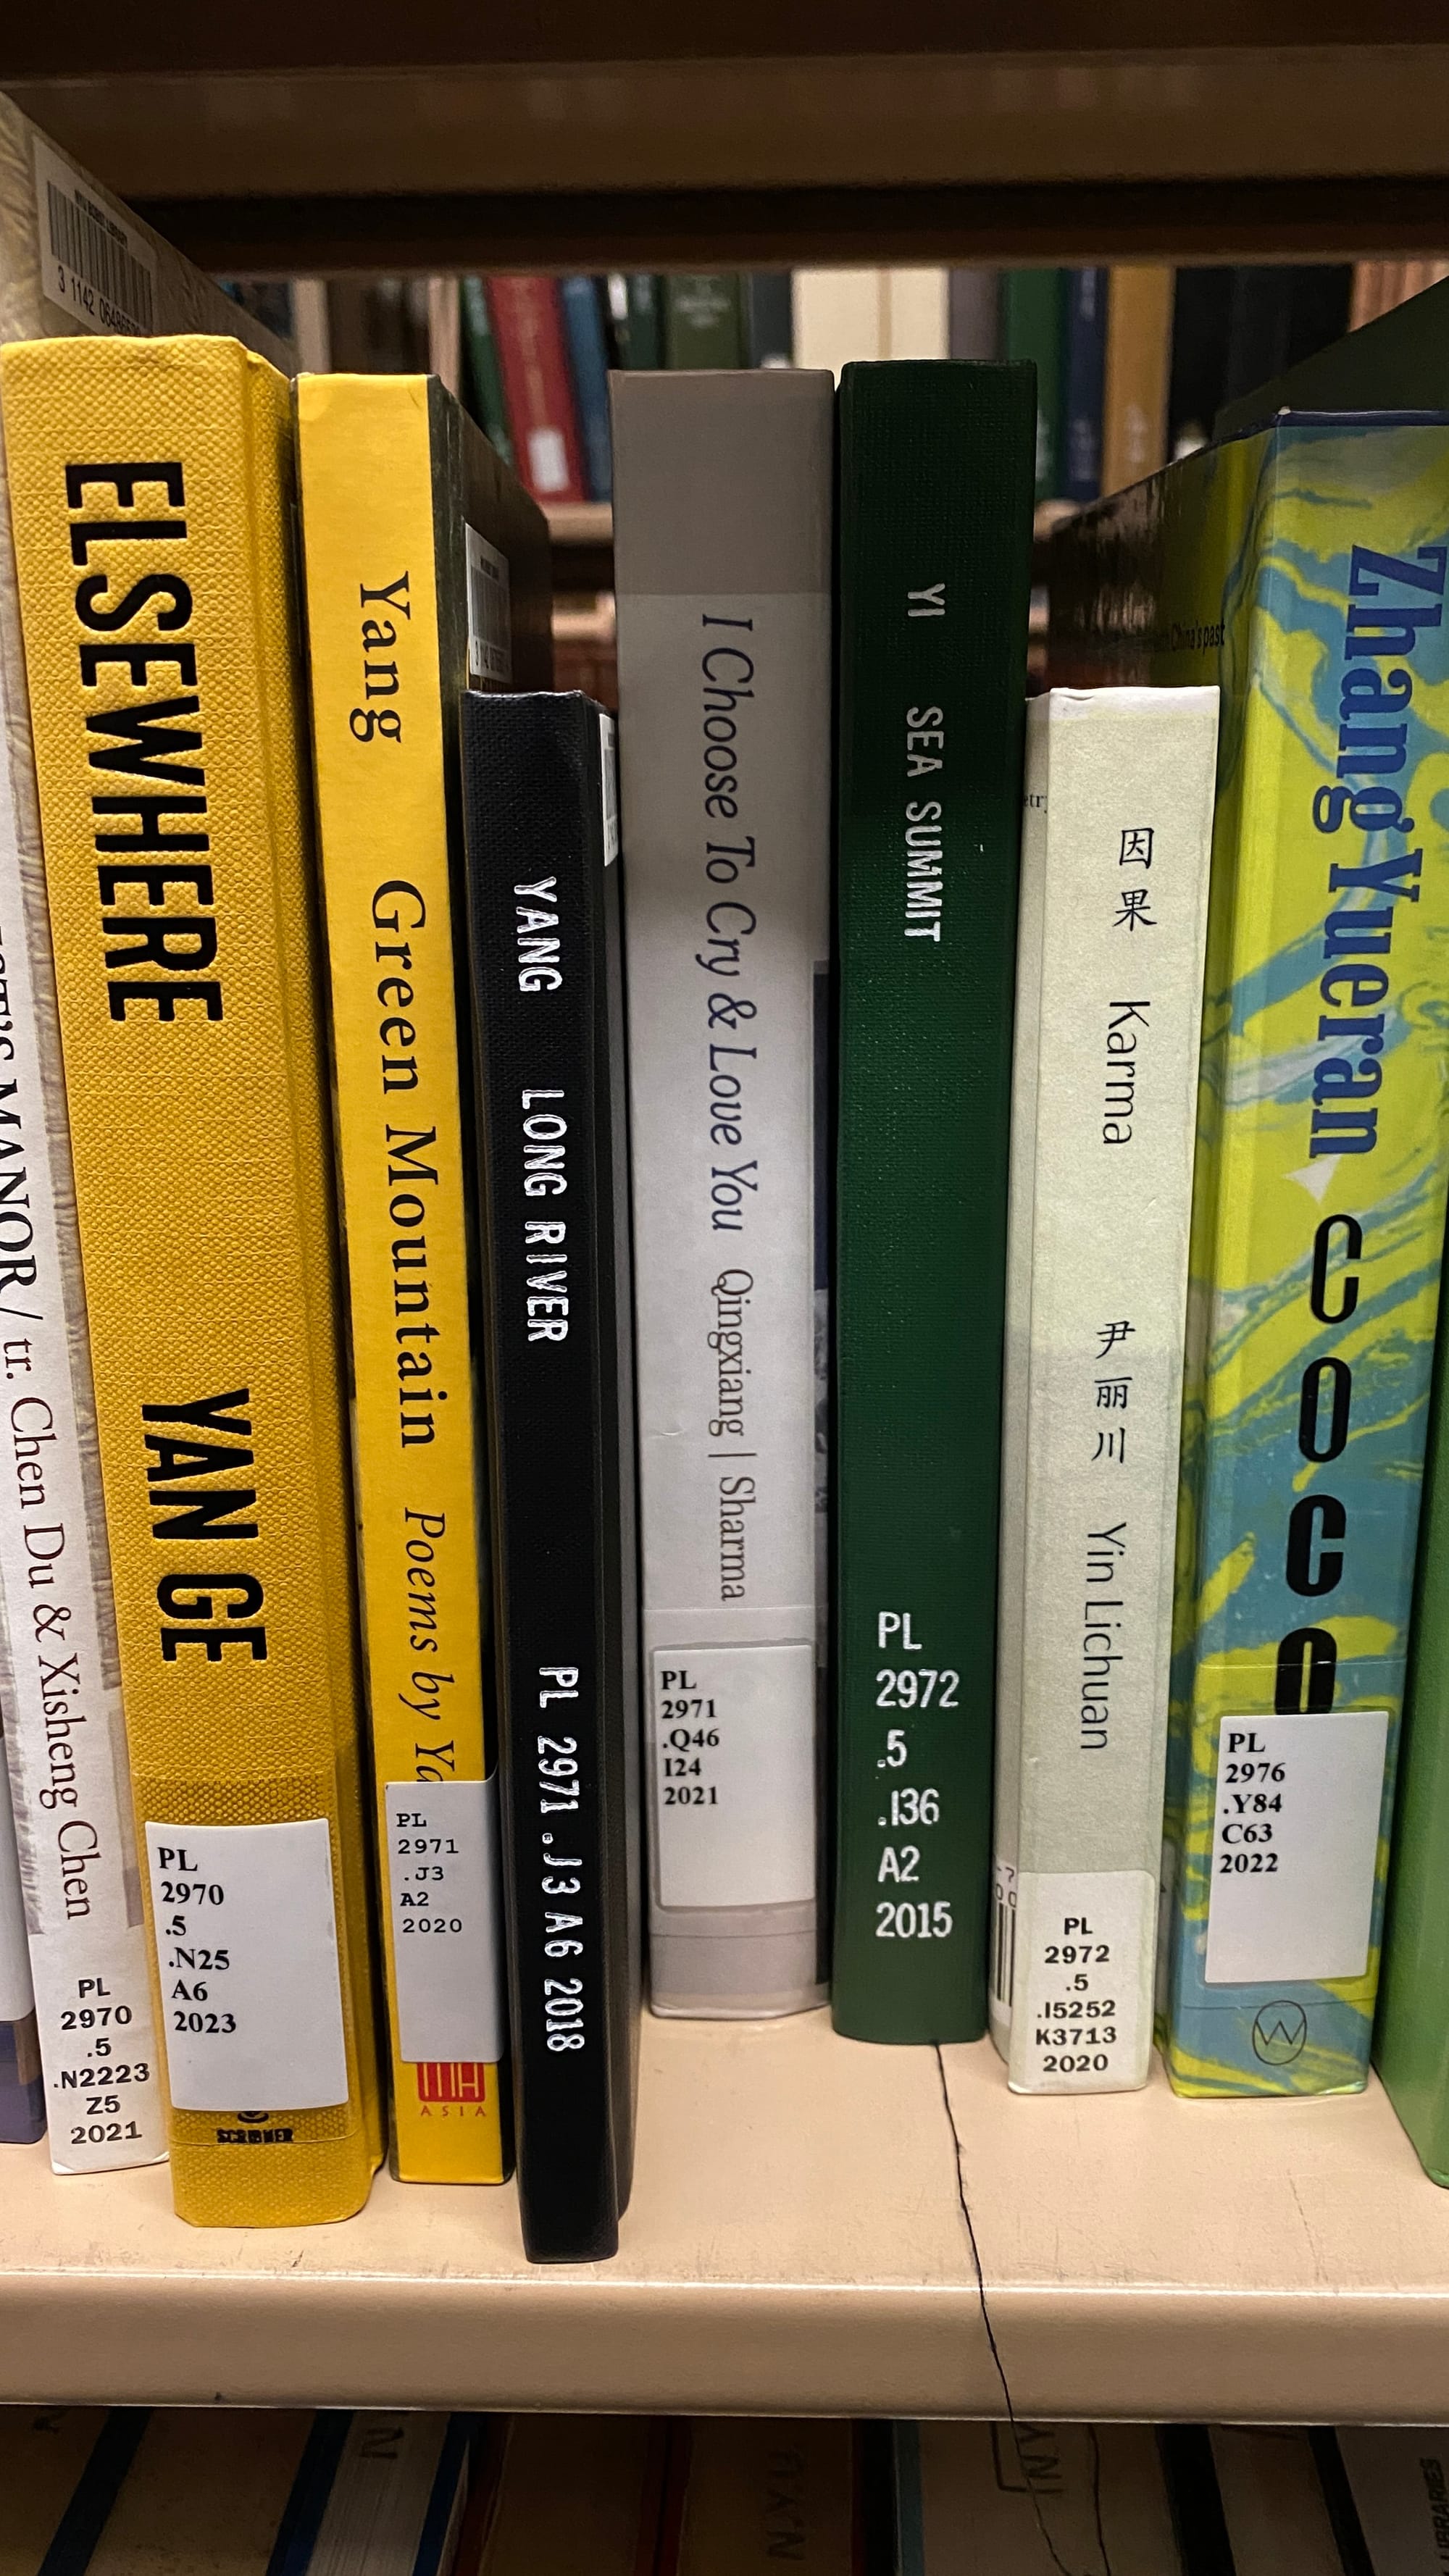 3 1142
MANOR / tr. Chen Du & Xisheng Chen
PL
2970
.5
.N2223
Z5
2021
ELSEWHERE
YAN GE
PL
2970
.5
.N25
A6
2023
SCRIBNER
Yang
Green Mountain
Poems by
PL
2971
.J3
A2
2020
MH
ASIA
YANG LONG RIVER PL 2971 .J3 A6 2018
I Choose To Cry & Love You Qingxiang | Sharma
PL
2971
.Q46
I24
2021
YI SEA SUMMIT
PL
2972
.5
.I36
A2
2015
因果 Karma 尹丽川 Yin Lichuan
PL
2972
.5
.I5252
K3713
2020
China's past
Zhang Yueran
PL
2976
.Y84
C63
2022
W
N.Y.U
LIBRARIES